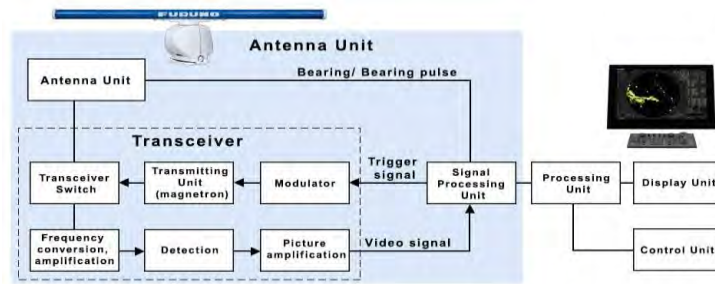 FURUNO
Antenna Unit
Antenna Unit
Bearing/ Bearing pulse
Transceiver
Transceiver
Switch
Transmitting
Unit
(magnetron)
Modulator
Trigger
signal
Signal
Processing
Unit
Processing
Unit
Display Unit
Frequency
conversion,
amplification
Detection
Picture
amplification
Video signal
Control Unit